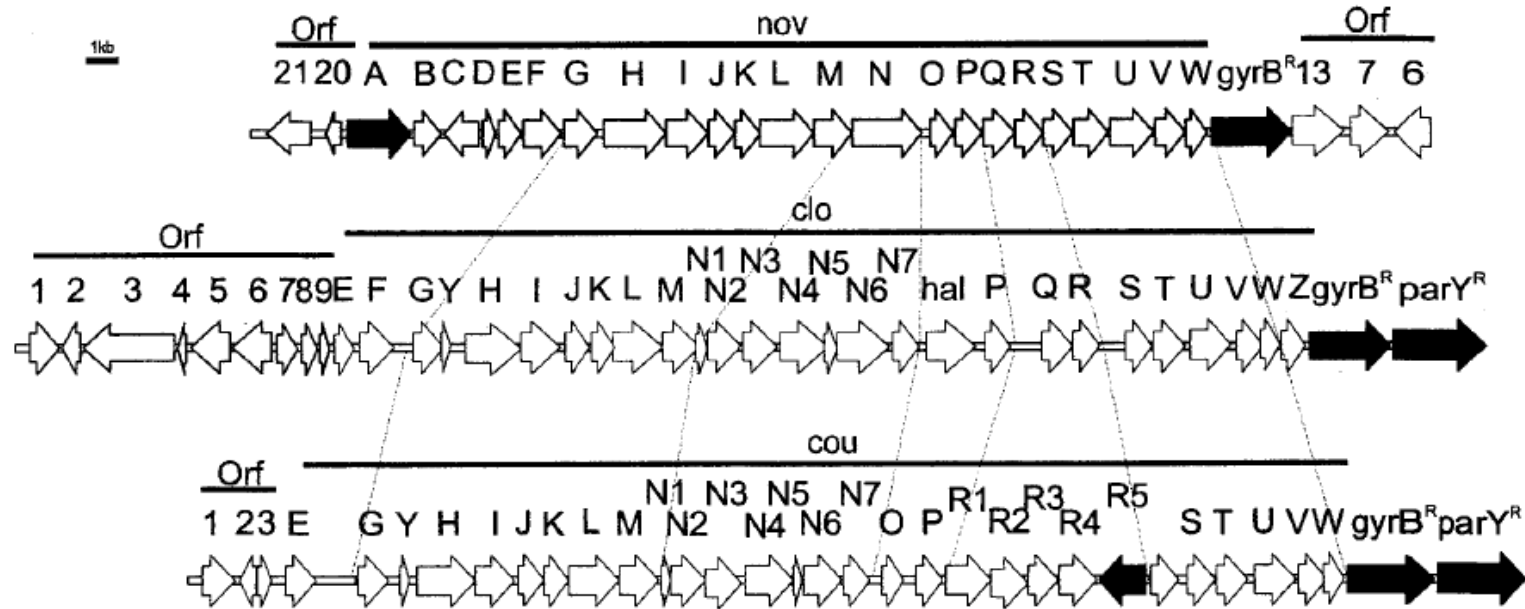 Orf nov Orf
1kb
21 20 A B C D E F G H I J K L M N O P Q R S T U V W gyrB^R 13 7 6
clo
Orf
N1 N3 N5 N7
1 2 3 4 5 6 7 8 9 E F G Y H I J K L M N2 N4 N6 hal P Q R S T U V W Z gyrB^R parY^R
cou
Orf
N1 N3 N5 N7 R1 R3 R5
1 2 3 E G Y H I J K L M N2 N4 N6 O P R2 R4 S T U V W gyrB^R parY^R